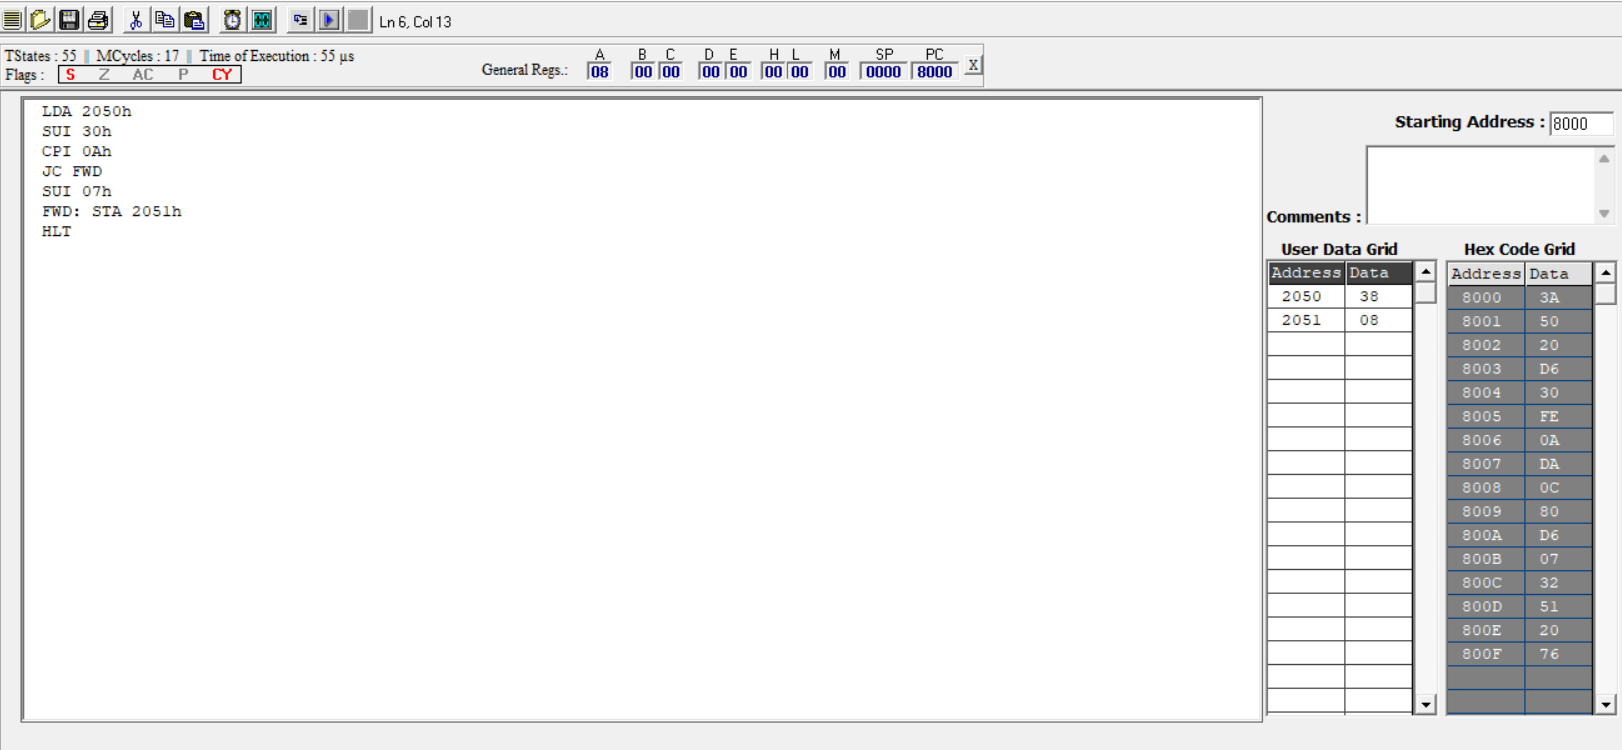 Ln 6, Col 13
TStates : 55 || MCycles : 17 || Time of Execution : 55 µs
Flags : S Z AC P CY
General Regs.: A B C D E H L M SP PC X
08 00 00 00 00 00 00 00 0000 8000
LDA 2050h
SUI 30h
CPI 0Ah
JC FWD
SUI 07h
FWD: STA 2051h
HLT
Starting Address : 8000
Comments :
User Data Grid
Address Data
2050 38
2051 08
Hex Code Grid
Address Data
8000 3A
8001 50
8002 20
8003 D6
8004 30
8005 FE
8006 0A
8007 DA
8008 0C
8009 80
800A D6
800B 07
800C 32
800D 51
800E 20
800F 76